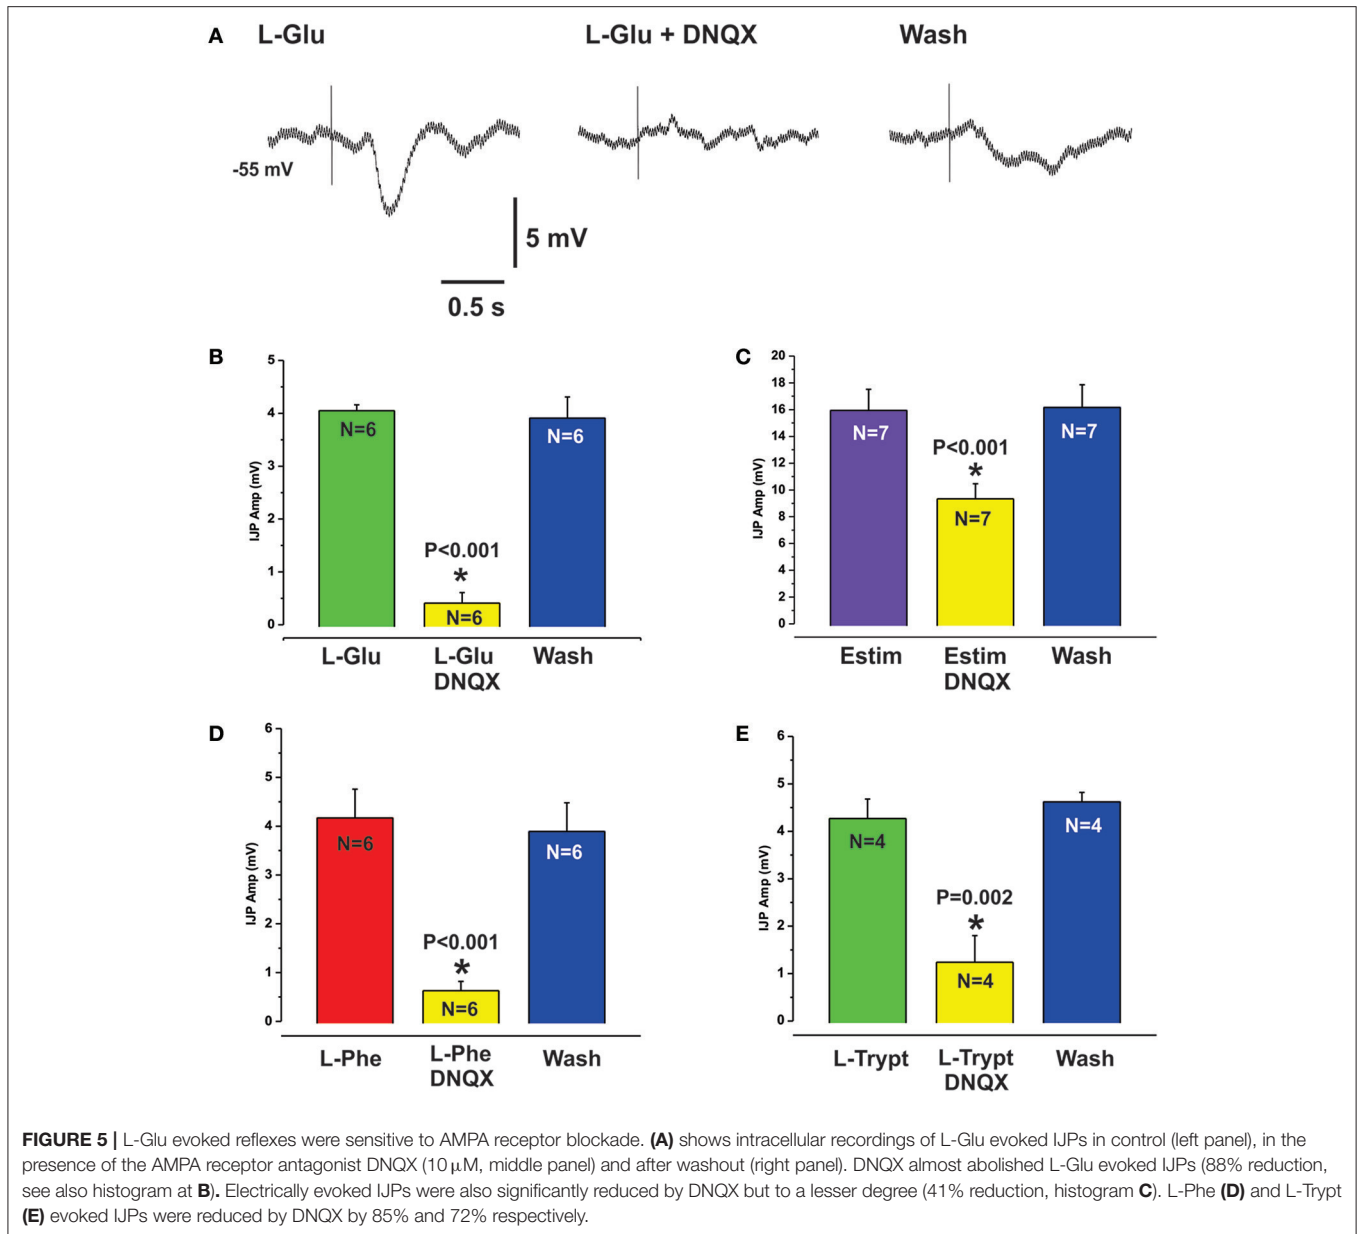 A L-Glu L-Glu + DNQX Wash
-55 mV
5 mV
0.5 s
B
5
4
3
2
1
0
IJP Amp (mV)
N=6
P<0.001
*
N=6
N=6
L-Glu L-Glu Wash
DNQX
C
20
18
16
14
12
10
8
6
4
2
0
IJP Amp (mV)
N=7
P<0.001
*
N=7
N=7
Estim Estim Wash
DNQX
D
6
5
4
3
2
1
0
IJP Amp (mV)
N=6
P<0.001
*
N=6
N=6
L-Phe L-Phe Wash
DNQX
E
6
5
4
3
2
1
0
IJP Amp (mV)
N=4
P=0.002
*
N=4
N=4
L-Trypt L-Trypt Wash
DNQX
FIGURE 5 | L-Glu evoked reflexes were sensitive to AMPA receptor blockade. (A) shows intracellular recordings of L-Glu evoked IJPs in control (left panel), in the
presence of the AMPA receptor antagonist DNQX (10 µM, middle panel) and after washout (right panel). DNQX almost abolished L-Glu evoked IJPs (88% reduction,
see also histogram at B). Electrically evoked IJPs were also significantly reduced by DNQX but to a lesser degree (41% reduction, histogram C). L-Phe (D) and L-Trypt
(E) evoked IJPs were reduced by DNQX by 85% and 72% respectively.